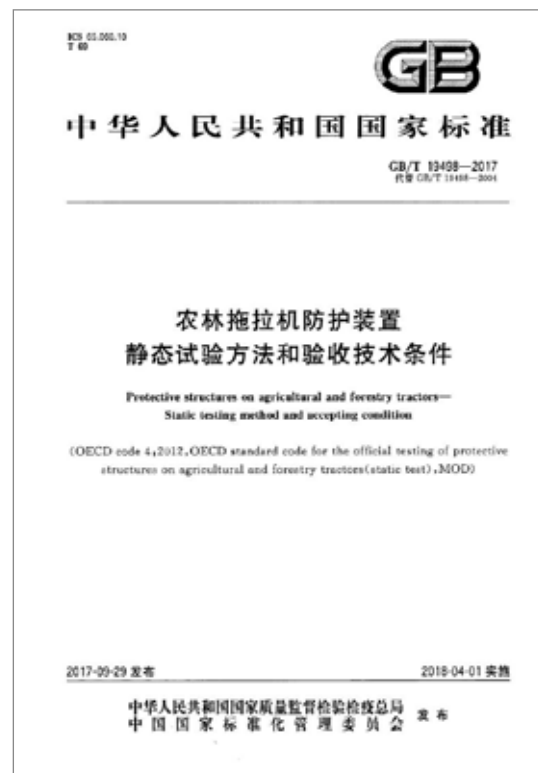 ICS 65.060.10
T 60
GB
中华人民共和国国家标准
GB/T 19498—2017
代替 GB/T 19498—2004
农林拖拉机防护装置
静态试验方法和验收技术条件
Protective structures on agricultural and forestry tractors—
Static testing method and accepting condition
(OECD code 4,2012,OECD standard code for the official testing of protective
structures on agricultural and forestry tractors(static test),MOD)
2017-09-29 发布
2018-04-01 实施
中华人民共和国国家质量监督检验检疫总局
中国国家标准化管理委员会
发布